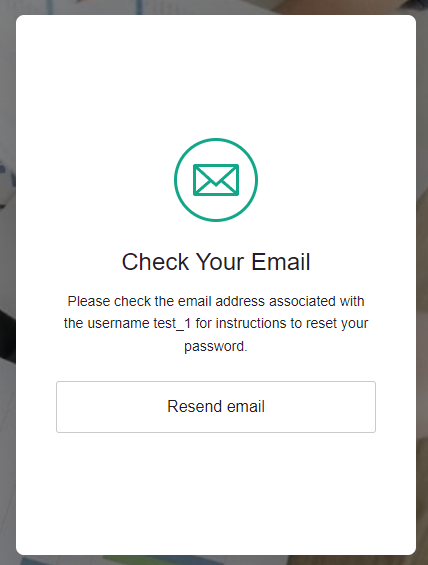 Check Your Email
Please check the email address associated with
the username test_1 for instructions to reset your
password.
Resend email